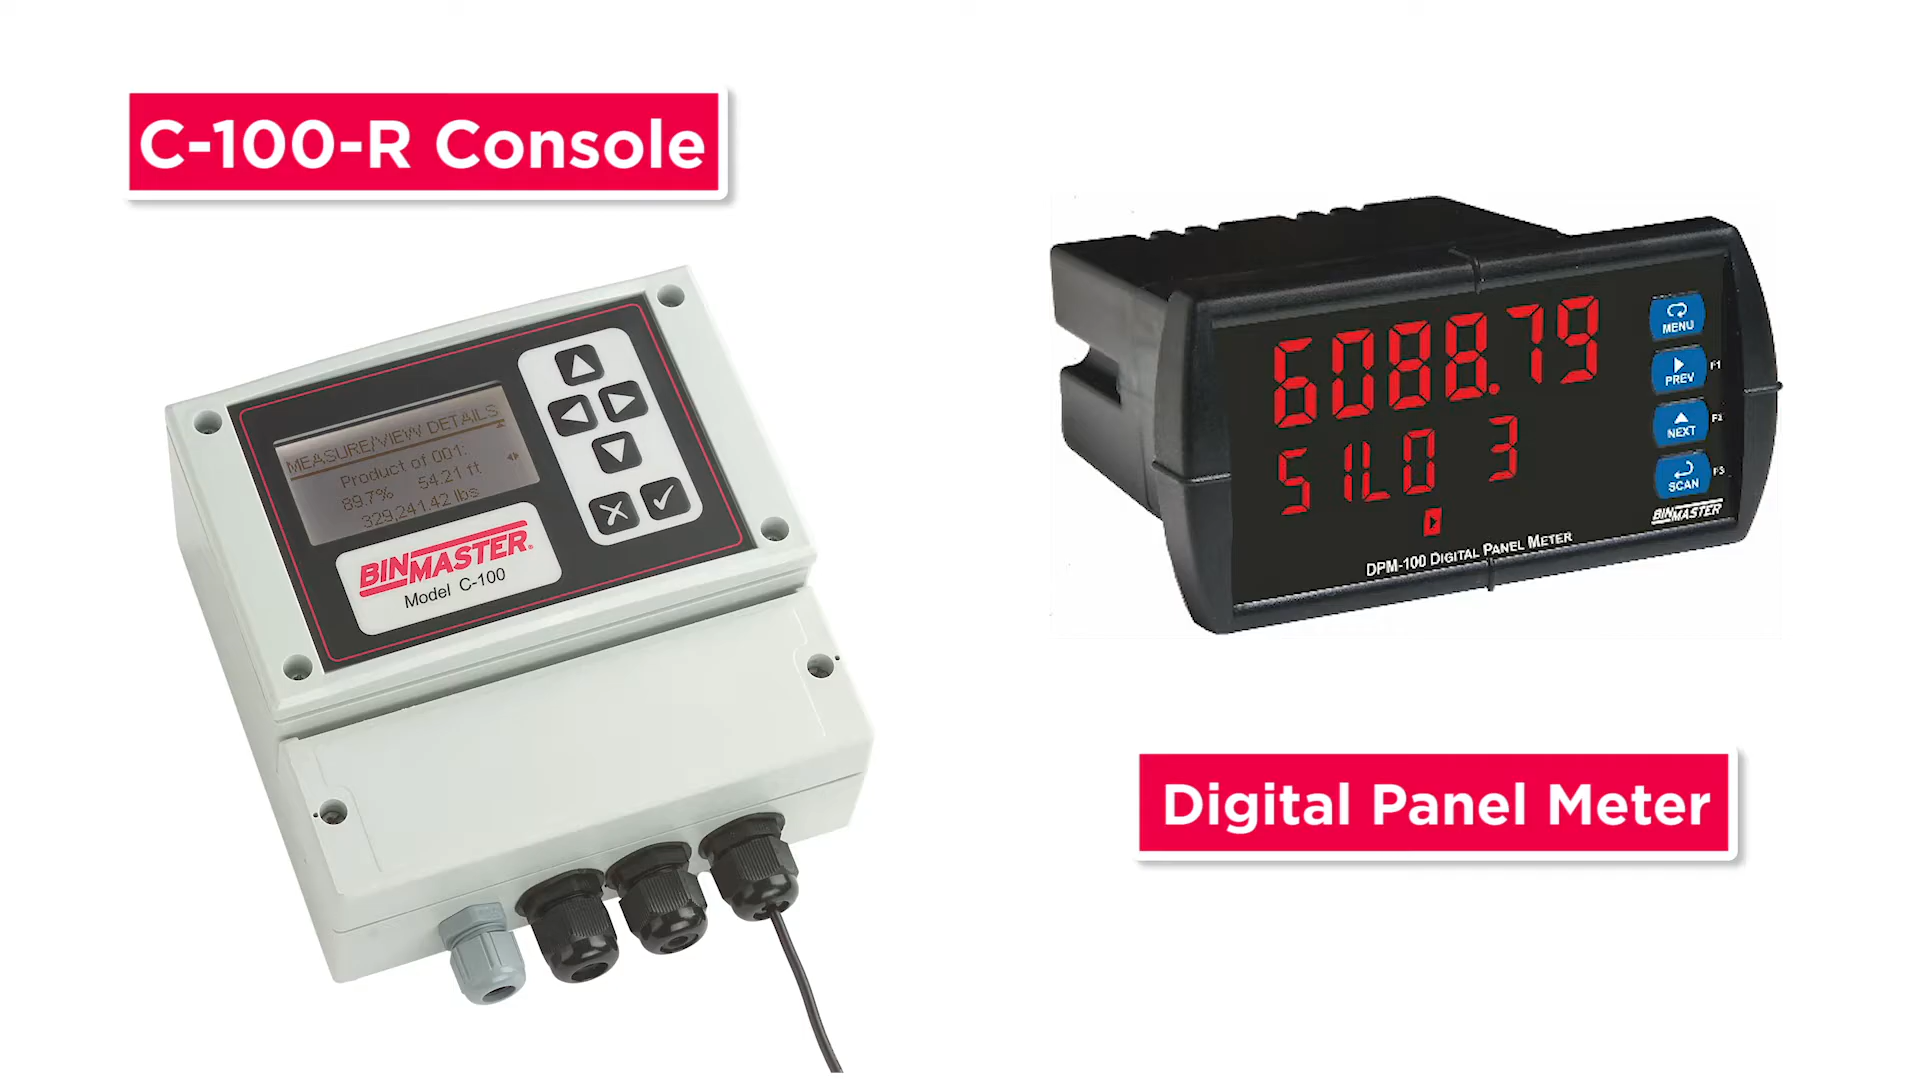 C-100-R Console
MEASURE/VIEW DETAILS
Product of 001:
89.7% 54.21 ft
329,241.42 lbs
BINMASTER®
Model C-100
6088.79
SILO 3
MENU
PREV F1
NEXT F2
SCAN F3
BINMASTER
DPM-100 DIGITAL PANEL METER
Digital Panel Meter